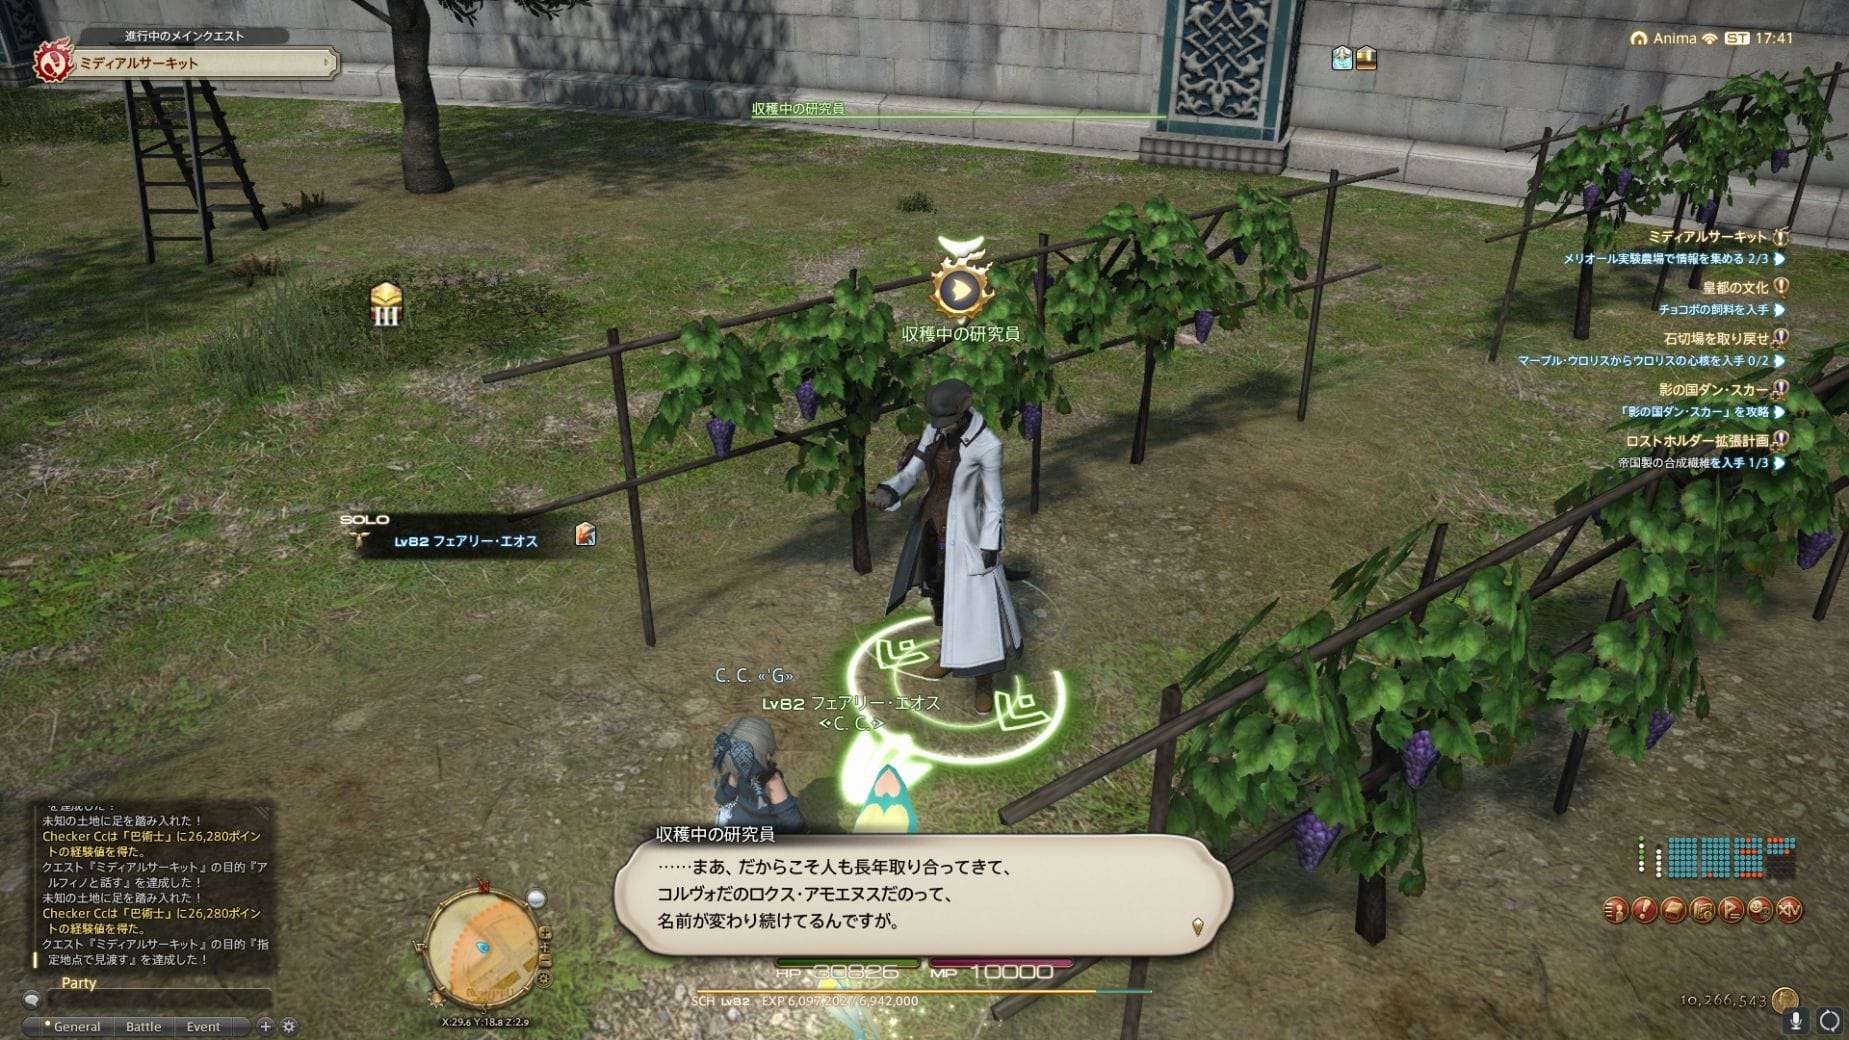 進行中のメインクエスト
ミディアルサーキット
Anima ST 17:41
収穫中の研究員
ミディアルサーキット
メリオール実験農場で情報を集める 2/3
皇都の文化
チョコボの飼料を入手
石切場を取り戻せ
マーブル・ウロリスからウロリスの心核を入手 0/2
影の国ダン・スカー
「影の国ダン・スカー」を攻略
ロストホルダー拡張計画
帝国製の合成繊維を入手 1/3
収穫中の研究員
III
SOLO
Lv82 フェアリー・エオス
C. C. «'G»
Lv82 フェアリー・エオス
«C. C.»
収穫中の研究員
……まあ、だからこそ人も長年取り合ってきて、
コルヴォだのロクス・アモエヌスだのって、
名前が変わり続けてるんですが。
を達成した！
未知の土地に足を踏み入れた！
Checker Ccは「巴術士」に26,280ポイン
トの経験値を得た。
クエスト『ミディアルサーキット』の目的『ア
ルフィノと話す』を達成した！
未知の土地に足を踏み入れた！
Checker Ccは「巴術士」に26,280ポイン
トの経験値を得た。
クエスト『ミディアルサーキット』の目的『指
定地点で見渡す』を達成した！
Party
General Battle Event
N
X:29.6 Y:18.8 Z:2.9
HP 30826 MP 10000
SCH Lv82 EXP 6,097,202/6,942,000
XIV
10,266,543